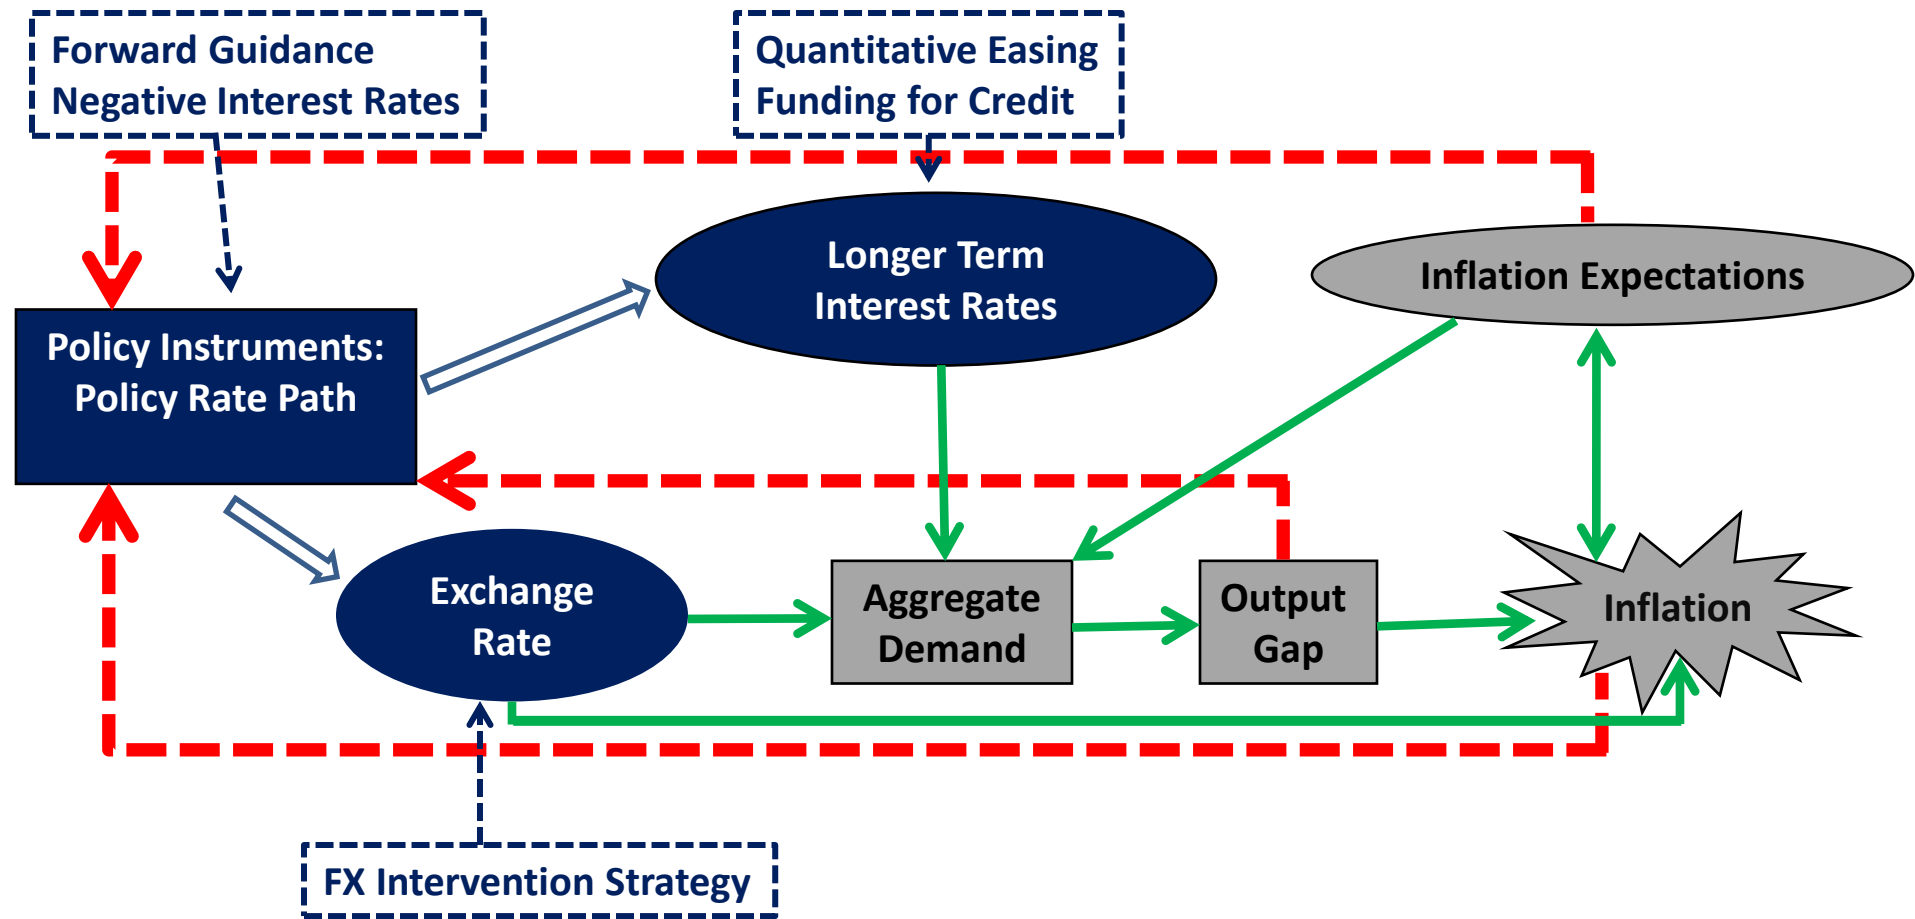 Forward Guidance
Negative Interest Rates
Quantitative Easing
Funding for Credit
Longer Term
Interest Rates
Inflation Expectations
Policy Instruments:
Policy Rate Path
Exchange
Rate
Aggregate
Demand
Output
Gap
Inflation
FX Intervention Strategy